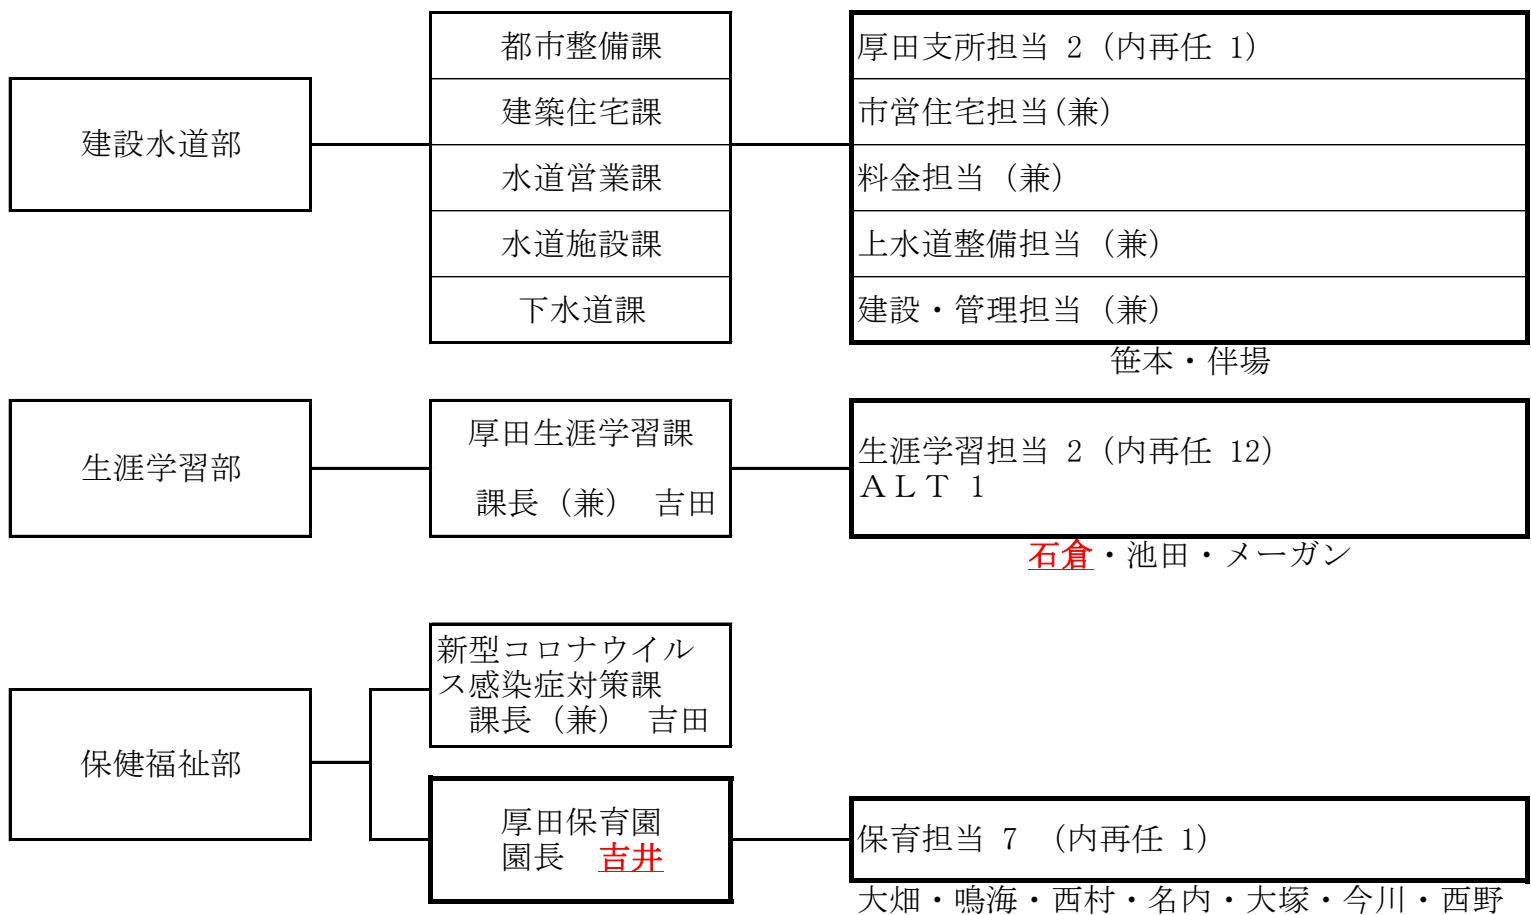 建設水道部
都市整備課
建築住宅課
水道営業課
水道施設課
下水道課
厚田支所担当 2 (内再任 1)
市営住宅担当(兼)
料金担当 (兼)
上水道整備担当 (兼)
建設・管理担当 (兼)
笹本・伴場
生涯学習部
厚田生涯学習課
課長 (兼) 吉田
生涯学習担当 2 (内再任 12)
ＡＬＴ 1
石倉・池田・メーガン
保健福祉部
新型コロナウイル
ス感染症対策課
課長 (兼) 吉田
厚田保育園
園長 吉井
保育担当 7 (内再任 1)
大畑・鳴海・西村・名内・大塚・今川・西野